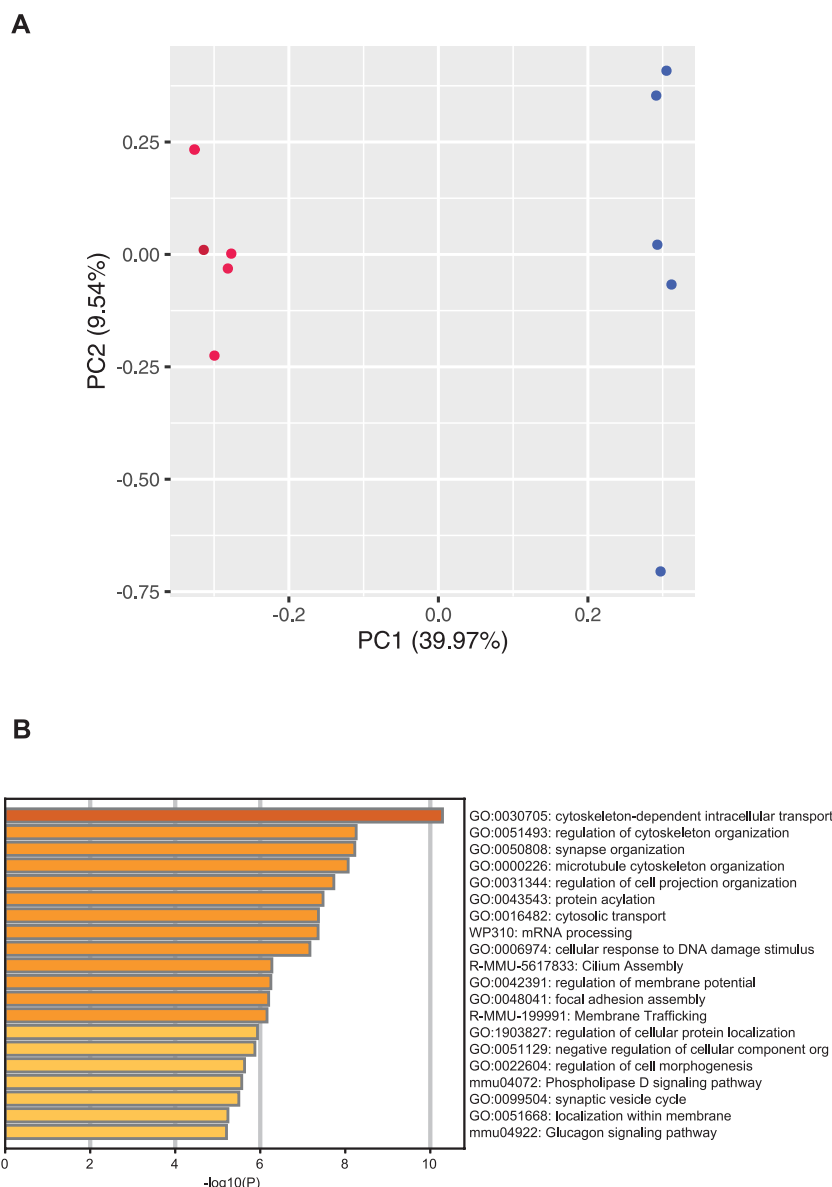 A
0.25
0.00
-0.25
-0.50
-0.75
PC2 (9.54%)
-0.2
0.0
0.2
PC1 (39.97%)
B
GO:0030705: cytoskeleton-dependent intracellular transport
GO:0051493: regulation of cytoskeleton organization
GO:0050808: synapse organization
GO:0000226: microtubule cytoskeleton organization
GO:0031344: regulation of cell projection organization
GO:0043543: protein acylation
GO:0016482: cytosolic transport
WP310: mRNA processing
GO:0006974: cellular response to DNA damage stimulus
R-MMU-5617833: Cilium Assembly
GO:0042391: regulation of membrane potential
GO:0048041: focal adhesion assembly
R-MMU-199991: Membrane Trafficking
GO:1903827: regulation of cellular protein localization
GO:0051129: negative regulation of cellular component org
GO:0022604: regulation of cell morphogenesis
mmu04072: Phospholipase D signaling pathway
GO:0099504: synaptic vesicle cycle
GO:0051668: localization within membrane
mmu04922: Glucagon signaling pathway
0
2
4
6
8
10
-log10(P)